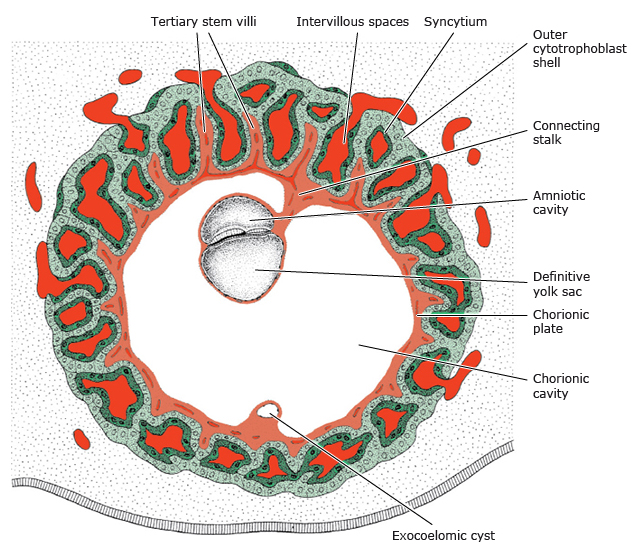 Tertiary stem villi
Intervillous spaces
Syncytium
Outer
cytotrophoblast
shell
Connecting
stalk
Amniotic
cavity
Definitive
yolk sac
Chorionic
plate
Chorionic
cavity
Exocoelomic cyst